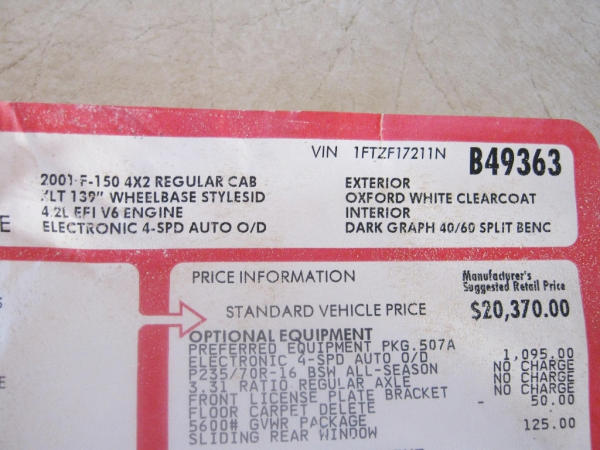 VIN 1FTZF17211N B49363
2001 F-150 4X2 REGULAR CAB
XLT 139" WHEELBASE STYLESID
4.2L EFI V6 ENGINE
ELECTRONIC 4-SPD AUTO O/D
EXTERIOR
OXFORD WHITE CLEARCOAT
INTERIOR
DARK GRAPH 40/60 SPLIT BENC
E
PRICE INFORMATION
Manufacturer's
Suggested Retail Price
STANDARD VEHICLE PRICE $20,370.00
OPTIONAL EQUIPMENT
PREFERRED EQUIPMENT PKG.507A
ELECTRONIC 4-SPD AUTO O/D 1,095.00
P235/70R-16 BSW ALL-SEASON NO CHARGE
3.31 RATIO REGULAR AXLE NO CHARGE
FRONT LICENSE PLATE BRACKET NO CHARGE
FLOOR CARPET DELETE - 50.00
5600# GVWR PACKAGE
SLIDING REAR WINDOW 125.00
S
E